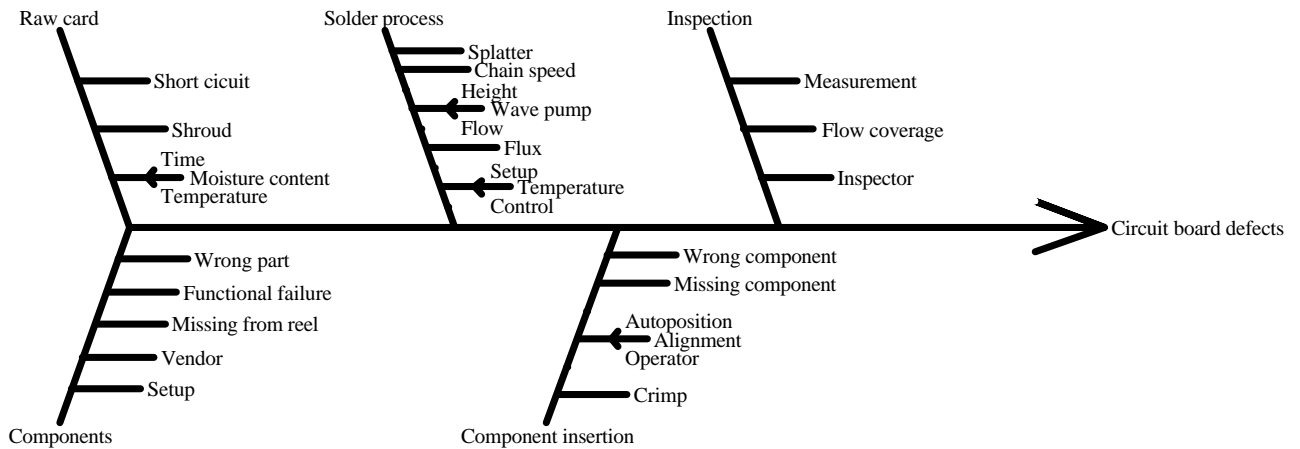 Raw card
Solder process
Inspection
Short cicuit
Shroud
Time
Moisture content
Temperature
Splatter
Chain speed
Height
Wave pump
Flow
Flux
Setup
Temperature
Control
Measurement
Flow coverage
Inspector
Circuit board defects
Wrong part
Functional failure
Missing from reel
Vendor
Setup
Components
Wrong component
Missing component
Autoposition
Alignment
Operator
Crimp
Component insertion